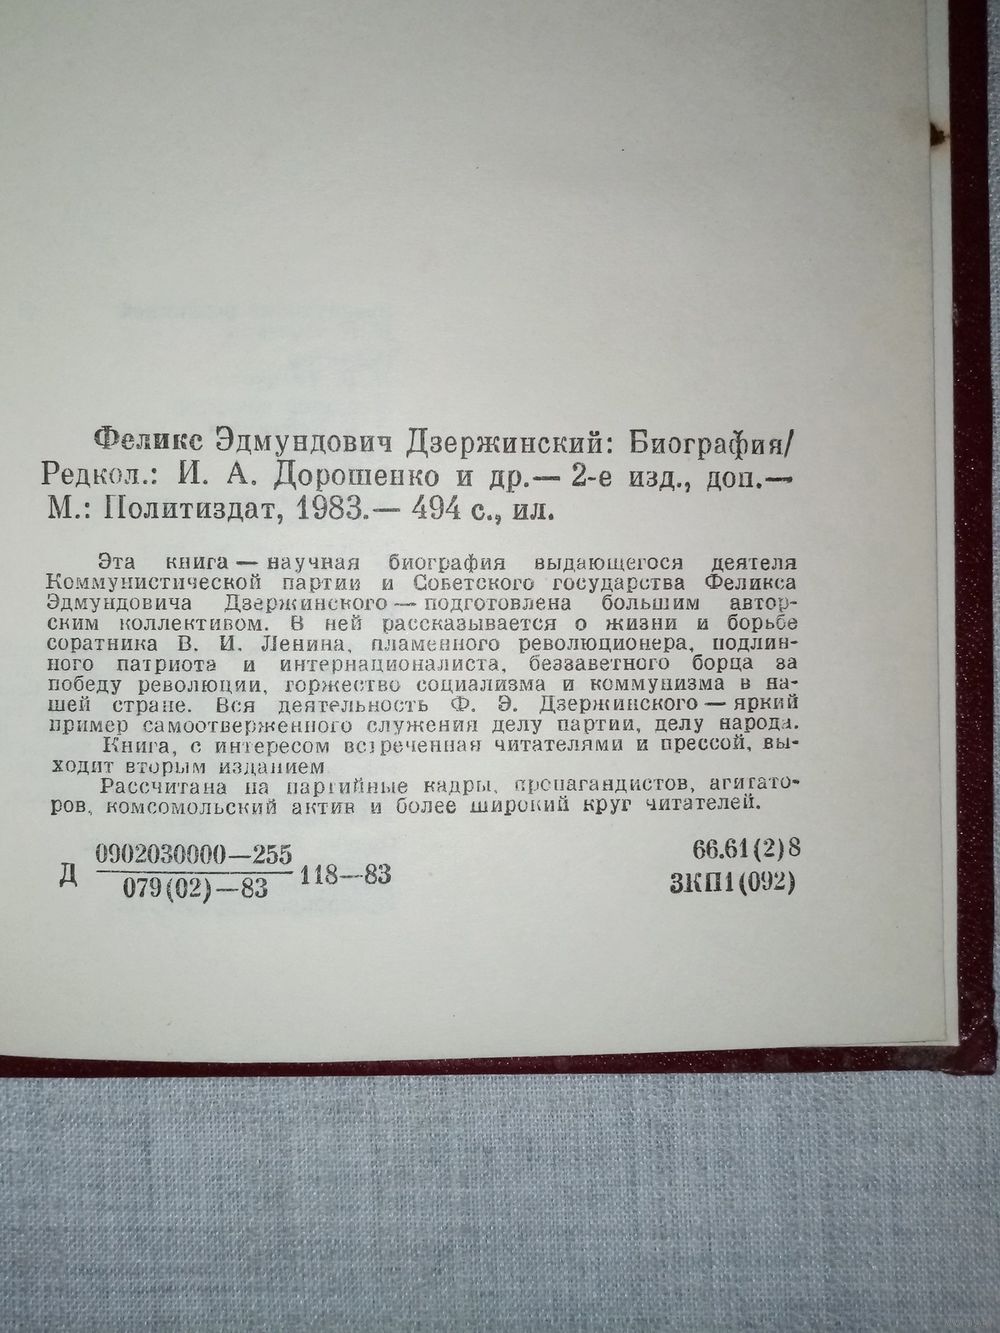 Феликс Эдмундович Дзержинский: Биография/
Редкол.: И. А. Дорошенко и др.— 2-е изд., доп.—
М.: Политиздат, 1983.— 494 с., ил.
Эта книга — научная биография выдающегося деятеля
Коммунистической партии и Советского государства Феликса
Эдмундовича Дзержинского — подготовлена большим автор-
ским коллективом. В ней рассказывается о жизни и борьбе
соратника В. И. Ленина, пламенного революционера, подлин-
ного патриота и интернационалиста, беззаветного борца за
победу революции, торжество социализма и коммунизма в на-
шей стране. Вся деятельность Ф. Э. Дзержинского — яркий
пример самоотверженного служения делу партии, делу народа.
Книга, с интересом встреченная читателями и прессой, вы-
ходит вторым изданием
Рассчитана на партийные кадры, пропагандистов, агитато-
ров, комсомольский актив и более широкий круг читателей.
Д 0902030000—255
079(02)—83 118—83
66.61(2)8
3КП1(092)